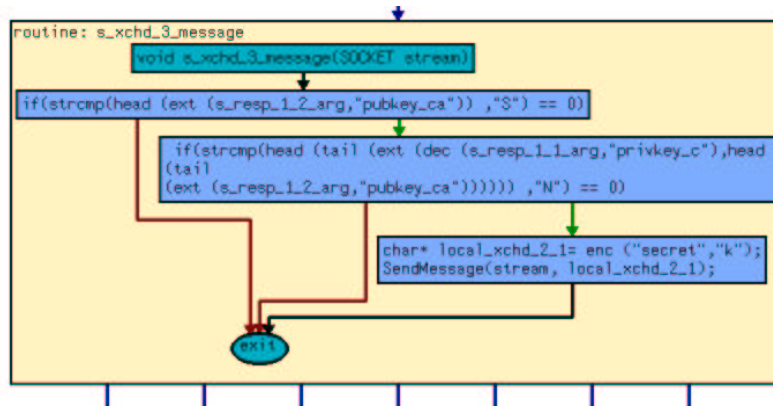 routine: s_xchd_3_message
void s_xchd_3_message(SOCKET stream)
if(strcmp(head (ext (s_resp_1_2_arg,"pubkey_ca")) ,"S") == 0)
if(strcmp(head (tail (ext (dec (s_resp_1_1_arg,"privkey_c"),head
(tail
(ext (s_resp_1_2_arg,"pubkey_ca")))))) ,"N") == 0)
char* local_xchd_2_1= enc ("secret","k");
SendMessage(stream, local_xchd_2_1);
exit